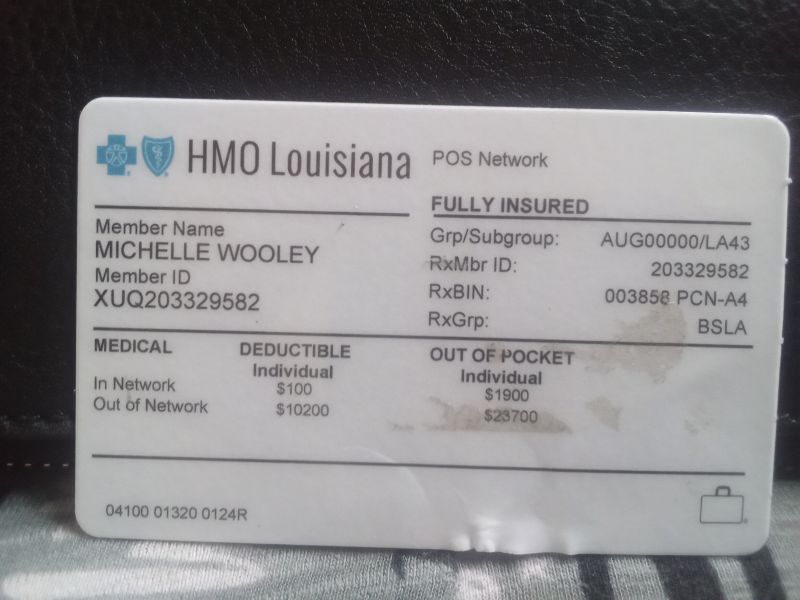 HMO Louisiana
POS Network
FULLY INSURED
Member Name
MICHELLE WOOLEY
Member ID
XUQ203329582
Grp/Subgroup: AUG00000/LA43
RxMbr ID: 203329582
RxBIN: 003858 PCN-A4
RxGrp: BSLA
MEDICAL DEDUCTIBLE OUT OF POCKET
Individual Individual
In Network $100 $1900
Out of Network $10200 $23700
04100 01320 0124R